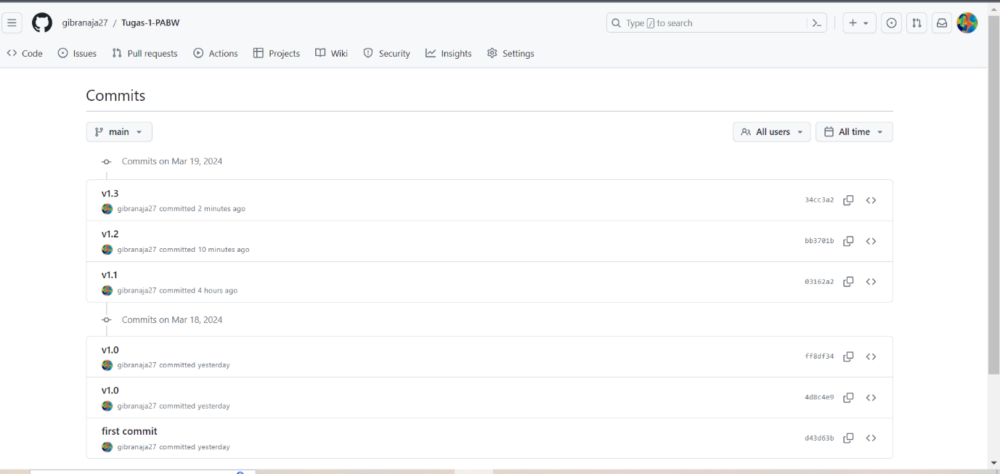 gibranaja27 / Tugas-1-PABW
Type / to search
Code Issues Pull requests Actions Projects Wiki Security Insights Settings
Commits
main
All users
All time
Commits on Mar 19, 2024
v1.3
gibranaja27 committed 2 minutes ago
34cc3a2
v1.2
gibranaja27 committed 10 minutes ago
bb3701b
v1.1
gibranaja27 committed 4 hours ago
03162a2
Commits on Mar 18, 2024
v1.0
gibranaja27 committed yesterday
ff8df34
v1.0
gibranaja27 committed yesterday
4d8c4e9
first commit
gibranaja27 committed yesterday
d43d63b